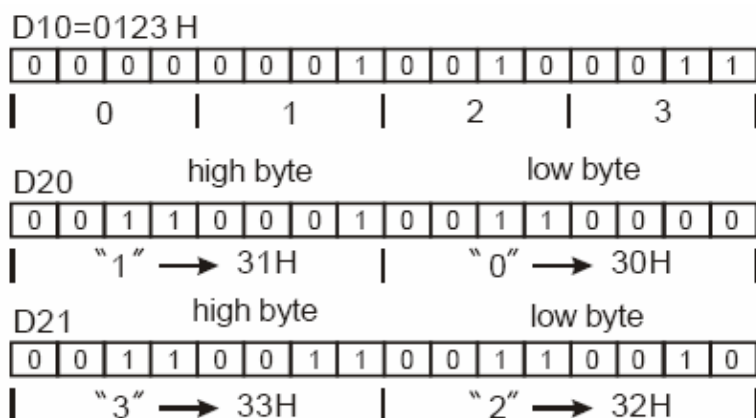 D10=0123 H
0 0 0 0 0 0 0 1 0 0 1 0 0 0 1 1
0 1 2 3
D20 high byte low byte
0 0 1 1 0 0 0 1 0 0 1 1 0 0 0 0
"1" → 31H "0" → 30H
D21 high byte low byte
0 0 1 1 0 0 1 1 0 0 1 1 0 0 1 0
"3" → 33H "2" → 32H